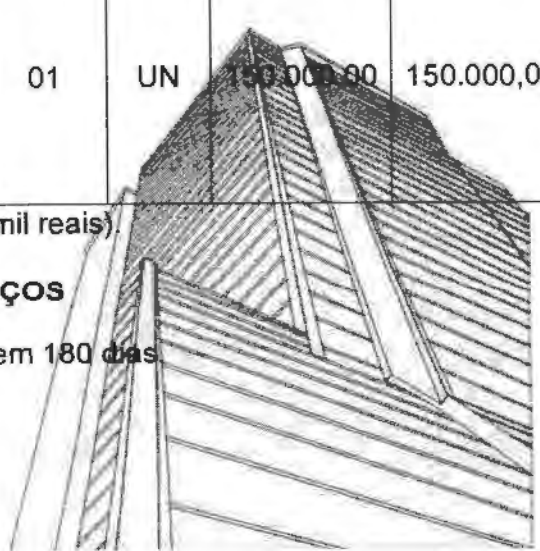 01 UN 150.000,00 150.000,0
mil reais).
ÇOS
em 180 dias.